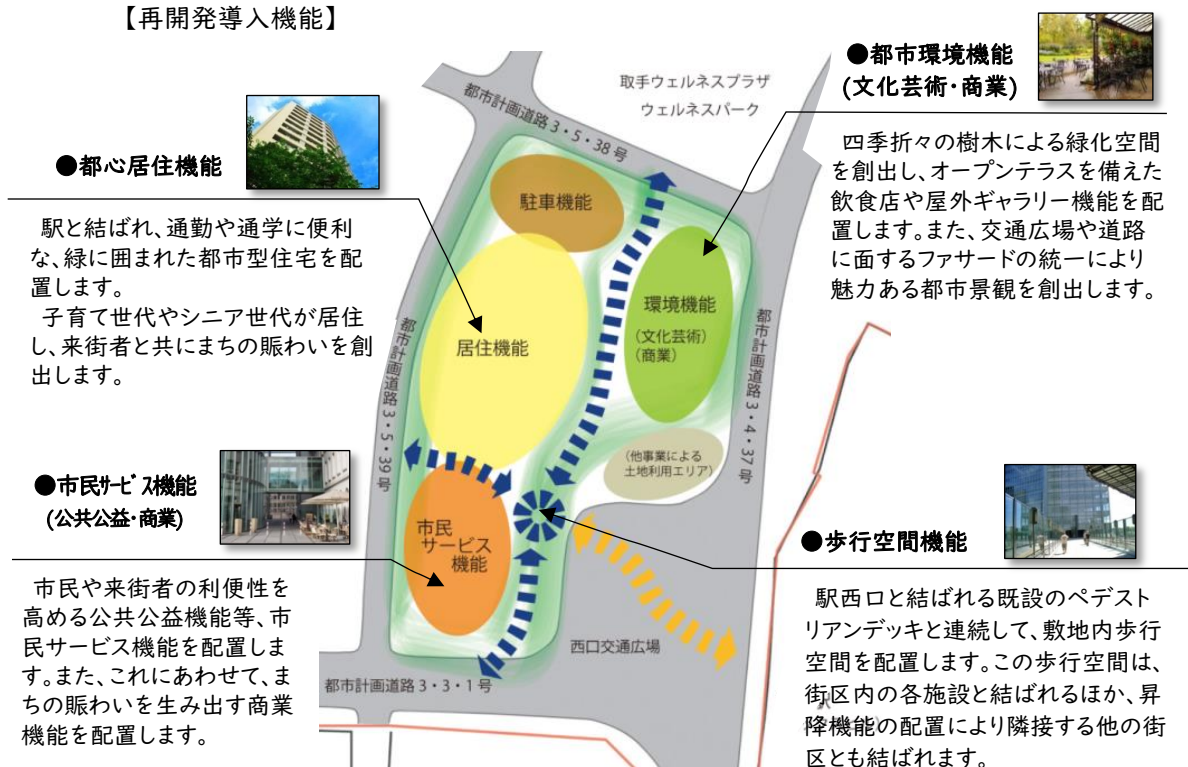 【再開発導入機能】
●都心居住機能
駅と結ばれ、通勤や通学に便利
な、緑に囲まれた都市型住宅を配
置します。
子育て世代やシニア世代が居住
し、来街者と共にまちの賑わいを創
出します。
●市民サービス機能
(公共公益・商業)
市民や来街者の利便性を
高める公共公益機能等、市
民サービス機能を配置しま
す。また、これにあわせて、ま
ちの賑わいを生み出す商業
機能を配置します。
取手ウェルネスプラザ
ウェルネスパーク
都市計画道路3・5・38号
駐車機能
環境機能
(文化芸術)
(商業)
居住機能
都市計画道路3・5・39号
都市計画道路3・4・37号
(他事業による
土地利用エリア)
市民
サービス
機能
西口交通広場
都市計画道路3・3・1号
●都市環境機能
(文化芸術・商業)
四季折々の樹木による緑化空間
を創出し、オープンテラスを備えた
飲食店や屋外ギャラリー機能を配
置します。また、交通広場や道路
に面するファサードの統一により
魅力ある都市景観を創出します。
●歩行空間機能
駅西口と結ばれる既設のペデスト
リアンデッキと連続して、敷地内歩行
空間を配置します。この歩行空間は、
街区内の各施設と結ばれるほか、昇
降機能の配置により隣接する他の街
区とも結ばれます。